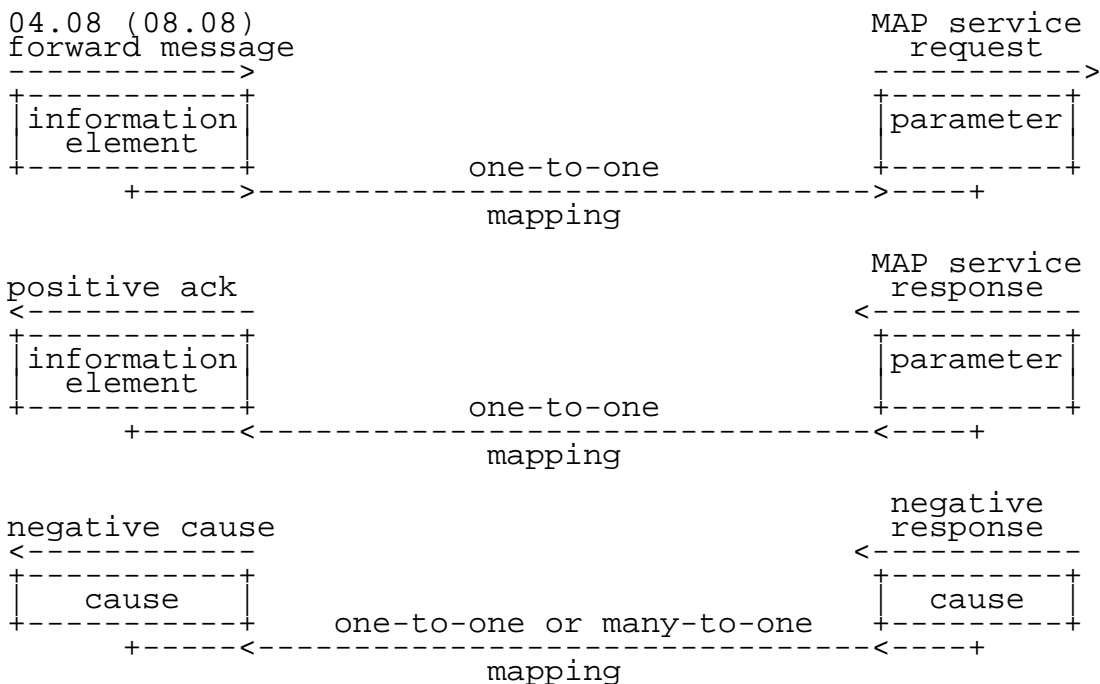 04.08 (08.08) MAP service
forward message request
------------> ----------->
+-----------+ +---------+
|information| |parameter|
| element | | |
+-----------+ one-to-one +---------+
+----->-------------------------------->----+
mapping
MAP service
positive ack response
<------------ <-----------
+-----------+ +---------+
|information| |parameter|
| element | | |
+-----------+ one-to-one +---------+
+-----<--------------------------------<----+
mapping
negative
negative cause response
<------------ <-----------
+-----------+ +---------+
| cause | | cause |
+-----------+ one-to-one or many-to-one +---------+
+-----<--------------------------------<----+
mapping